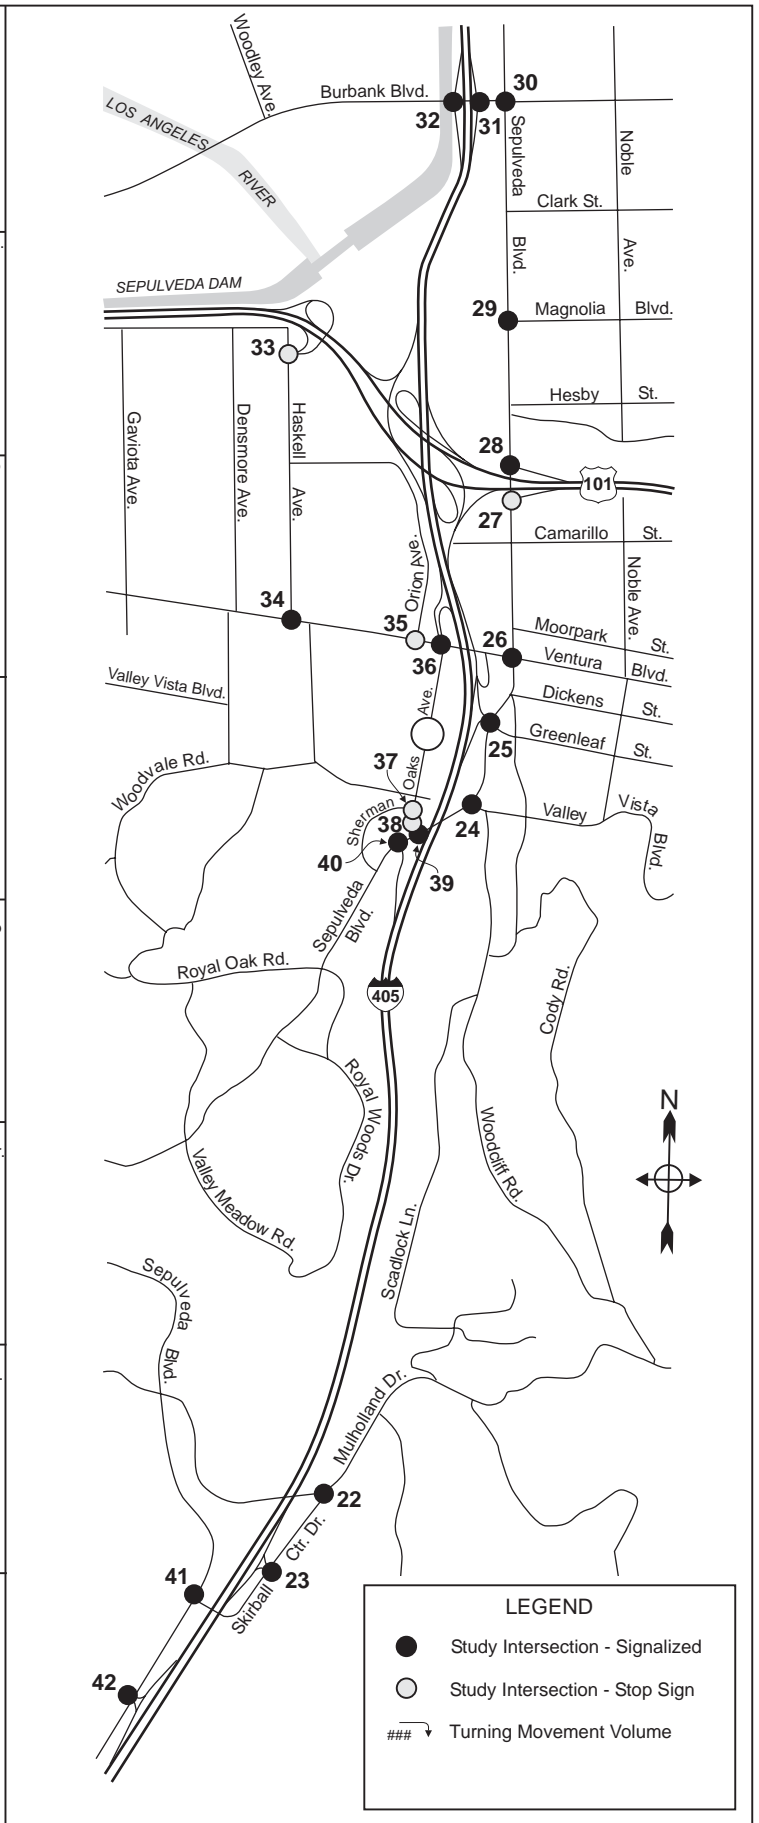 Woodley Ave.
Burbank Blvd.
30
32
31
LOS ANGELES
RIVER
Sepulveda
Blvd.
Noble
Ave.
Clark St.
SEPULVEDA DAM
29
Magnolia Blvd.
33
Hesby St.
Gaviota Ave.
Densmore Ave.
Haskell
Ave.
28
101
27
Camarillo St.
Orion Ave.
Noble Ave.
34
35
36
26
Moorpark St.
Ventura Blvd.
Valley Vista Blvd.
Dickens St.
Ave.
Oaks
Sherman
25
Greenleaf St.
Woodvale Rd.
37
38
24
Valley Vista Blvd.
40
39
Sepulveda
Blvd.
Royal Oak Rd.
405
Cody Rd.
Royal Woods Dr.
N
Woodcliff Rd.
Valley Meadow Rd.
Scadlock Ln.
Sepulveda
Blvd.
Mulholland Dr.
22
Skirball Ctr. Dr.
23
41
42
LEGEND
Study Intersection - Signalized
Study Intersection - Stop Sign
### Turning Movement Volume